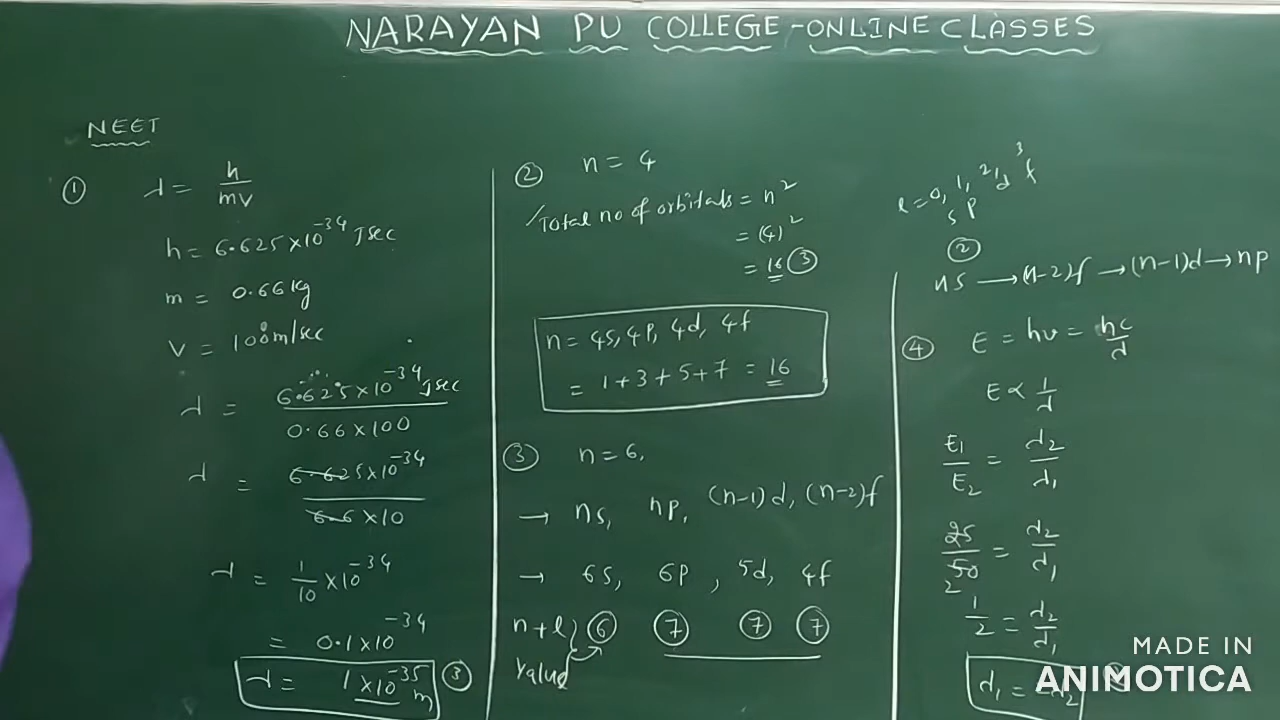 NARAYAN PU COLLEGE-ONLINE CLASSES
NEET
① λ = h/mv
h = 6.625 × 10⁻³⁴ Jsec
m = 0.66 kg
V = 100 m/sec
λ = 6.625 × 10⁻³⁴ Jsec / 0.66 × 100
λ = 6.625 × 10⁻³⁴ / 6.6 × 10
λ = 1/10 × 10⁻³⁴
= 0.1 × 10⁻³⁴
λ = 1 × 10⁻³⁵ m ③
② n = 4
Total no of orbitals = n²
= (4)²
= 16 ③
n = 4s, 4p, 4d, 4f
= 1+3+5+7 = 16
③ n = 6,
→ ns, np, (n-1)d, (n-2)f
→ 6s, 6p, 5d, 4f
n+l} ⑥ ⑦ ⑦ ⑦
Value
l = 0, 1, 2, 3
s p d f
②
ns → (n-2)f → (n-1)d → np
④ E = hν = hc/λ
E ∝ 1/λ
E₁/E₂ = λ₂/λ₁
25/50 = λ₂/λ₁
2
1/2 = λ₂/λ₁
λ₁ = 2λ₂
MADE IN
ANIMOTICA